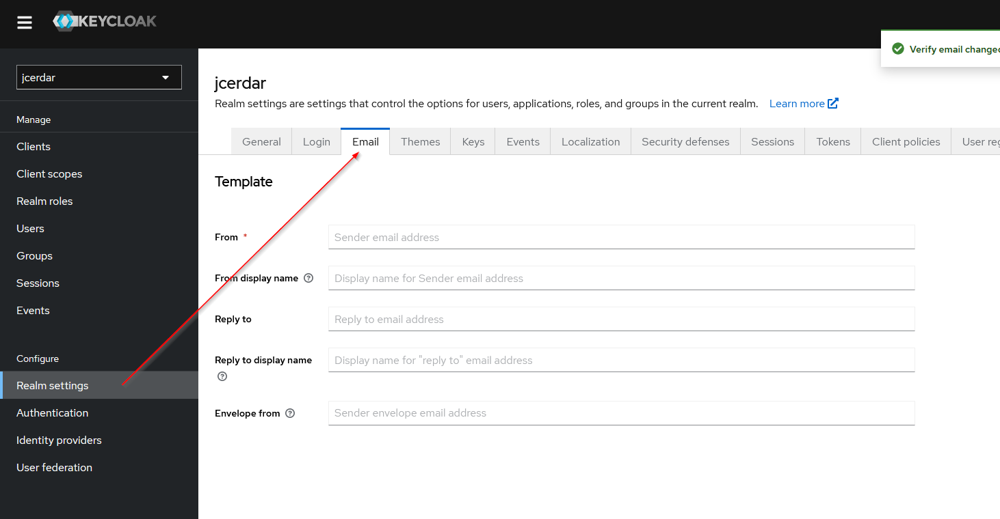 KEYCLOAK
Verify email changed
jcerdar
Manage
Clients
Client scopes
Realm roles
Users
Groups
Sessions
Events
Configure
Realm settings
Authentication
Identity providers
User federation
jcerdar
Realm settings are settings that control the options for users, applications, roles, and groups in the current realm. Learn more
General Login Email Themes Keys Events Localization Security defenses Sessions Tokens Client policies User reg
Template
From * Sender email address
From display name ? Display name for Sender email address
Reply to Reply to email address
Reply to display name ? Display name for "reply to" email address
Envelope from ? Sender envelope email address